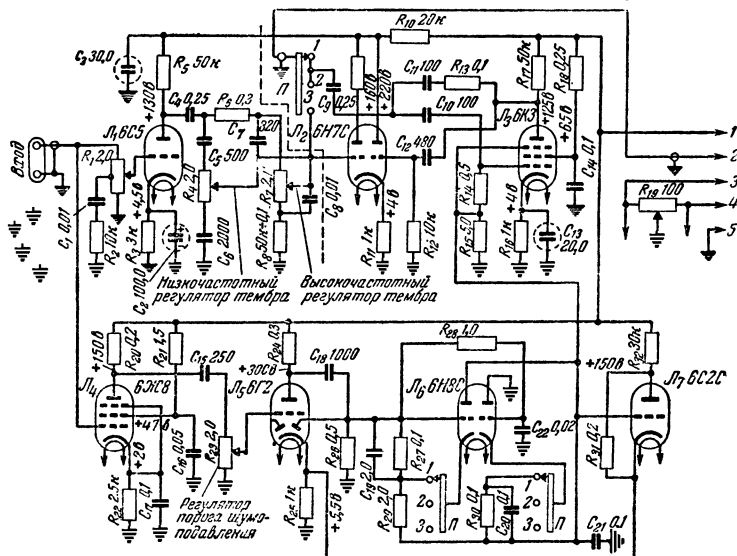 C3 30,0
R5 50к
+130в
C4 0,25
R6 0,3
C7 320
П
1
2
3
R10 20к
C9 0,25
+160в
+220в
C11 100
R13 0,1
C10 100
R17 50к
R18 0,25
+125в
+65в
Л1 6С5
Л2 6Н7С
Л3 6К3
Вход
R1 2,0
C1 0,01
R2 10к
+4,5в
R3 3к
C2 100,0
C5 500
R4 2,0
C6 2000
R7 2,0
C8 0,01
R8 50к÷0,1
+4в
R11 1к
C12 480
R12 10к
R14 0,5
R15 5,0
+4в
R16 1к
C13 20,0
C14 0,1
1
2
3
R19 100
4
5
Низкочастотный регулятор тембра
Высокочастотный регулятор тембра
+150в
R20 0,2
R21 1,5
C15 250
R24 0,3
+300в
C18 1000
R28 1,0
R32 30к
+150в
Л4 6Ж8
Л5 6Г2
Л6 6Н8С
Л7 6С2С
+47в
+2в
C16 0,05
R23 2,0
R26 0,5
C19 2,0
R27 0,1
C22 0,02
R31 0,2
R22 2,5к
C17 0,1
Регулятор порога шумоподавления
R25 1к
+5,5в
R29 2,0
1
2
3
П
R30 0,1
C20 0,1
1
2
3
П
C21 0,1